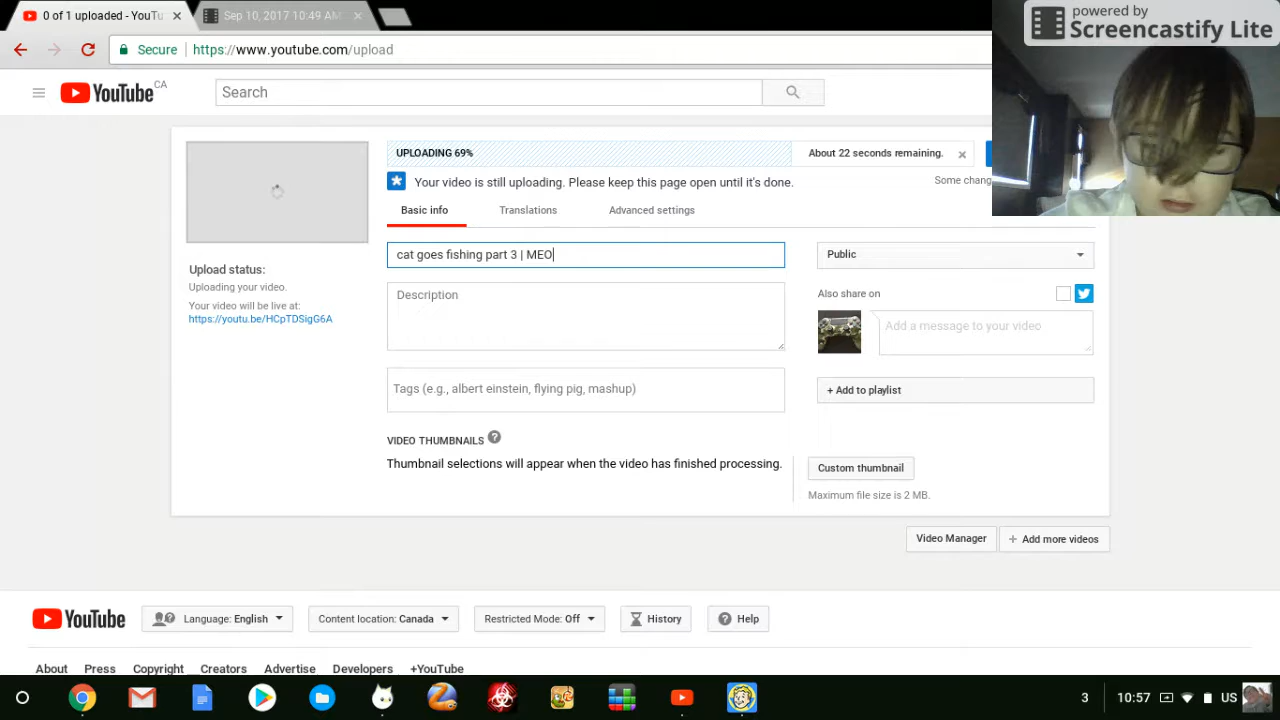 0 of 1 uploaded - YouTu
Sep 10, 2017 10:49 AM
powered by
Screencastify Lite
Secure
https://www.youtube.com/upload
YouTube CA
Search
UPLOADING 69%
About 22 seconds remaining.
Your video is still uploading. Please keep this page open until it's done.
Some chang
Basic info
Translations
Advanced settings
cat goes fishing part 3 | MEO
Public
Description
Also share on
Add a message to your video
Upload status:
Uploading your video.
Your video will be live at:
https://youtu.be/HCpTDSigG6A
Tags (e.g., albert einstein, flying pig, mashup)
+ Add to playlist
VIDEO THUMBNAILS ?
Thumbnail selections will appear when the video has finished processing.
Custom thumbnail
Maximum file size is 2 MB.
Video Manager
+ Add more videos
YouTube
Language: English
Content location: Canada
Restricted Mode: Off
History
Help
About
Press
Copyright
Creators
Advertise
Developers
+YouTube
3
10:57
US